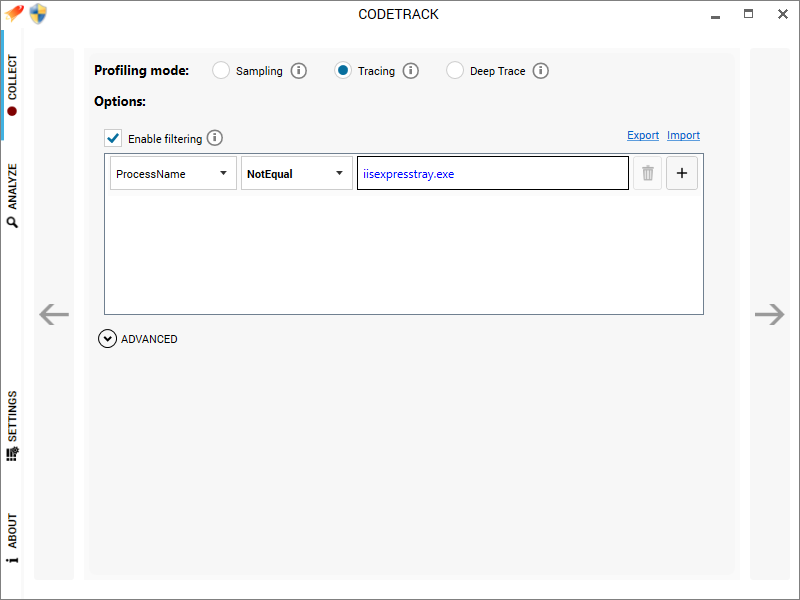 CODETRACK
COLLECT
ANALYZE
SETTINGS
ABOUT
Profiling mode: Sampling Tracing Deep Trace
Options:
Enable filtering Export Import
ProcessName NotEqual iisexpresstray.exe +
ADVANCED